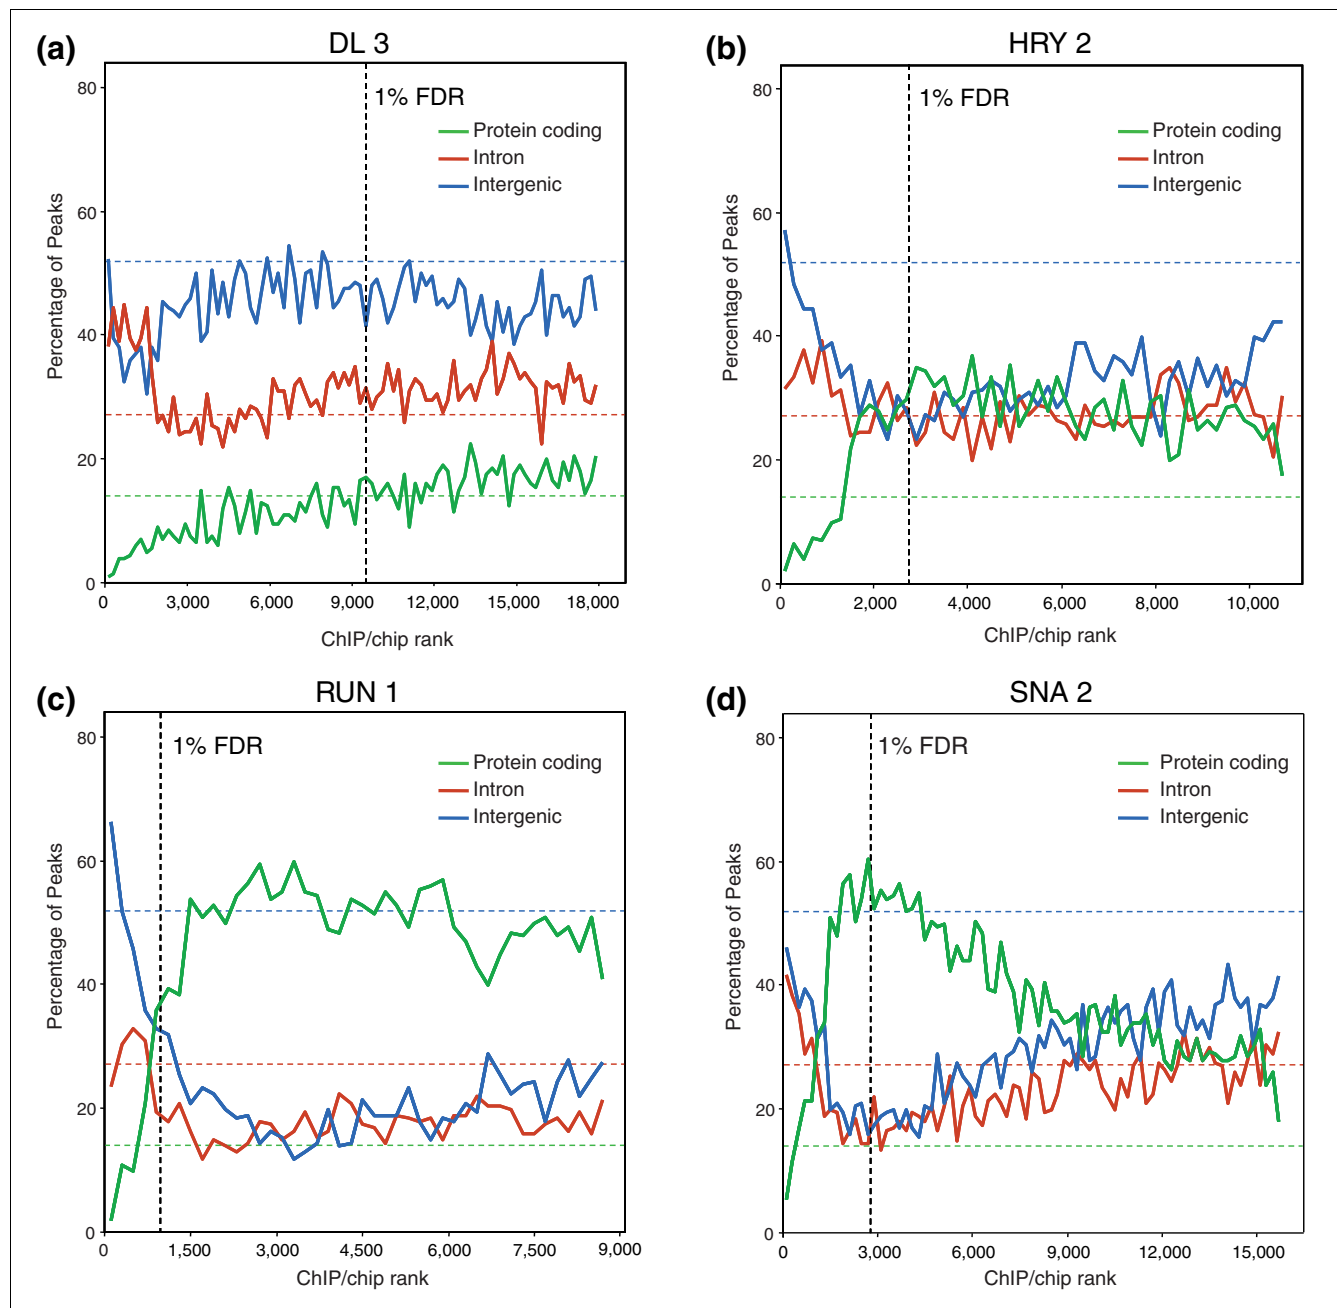 (a)
DL 3
1% FDR
Protein coding
Intron
Intergenic
Percentage of Peaks
80
60
40
20
0
0 3,000 6,000 9,000 12,000 15,000 18,000
ChIP/chip rank
(b)
HRY 2
1% FDR
Protein coding
Intron
Intergenic
Percentage of Peaks
80
60
40
20
0
0 2,000 4,000 6,000 8,000 10,000
ChIP/chip rank
(c)
RUN 1
1% FDR
Protein coding
Intron
Intergenic
Percentage of Peaks
80
60
40
20
0
0 1,500 3,000 4,500 6,000 7,500 9,000
ChIP/chip rank
(d)
SNA 2
1% FDR
Protein coding
Intron
Intergenic
Percentage of Peaks
80
60
40
20
0
0 3,000 6,000 9,000 12,000 15,000
ChIP/chip rank